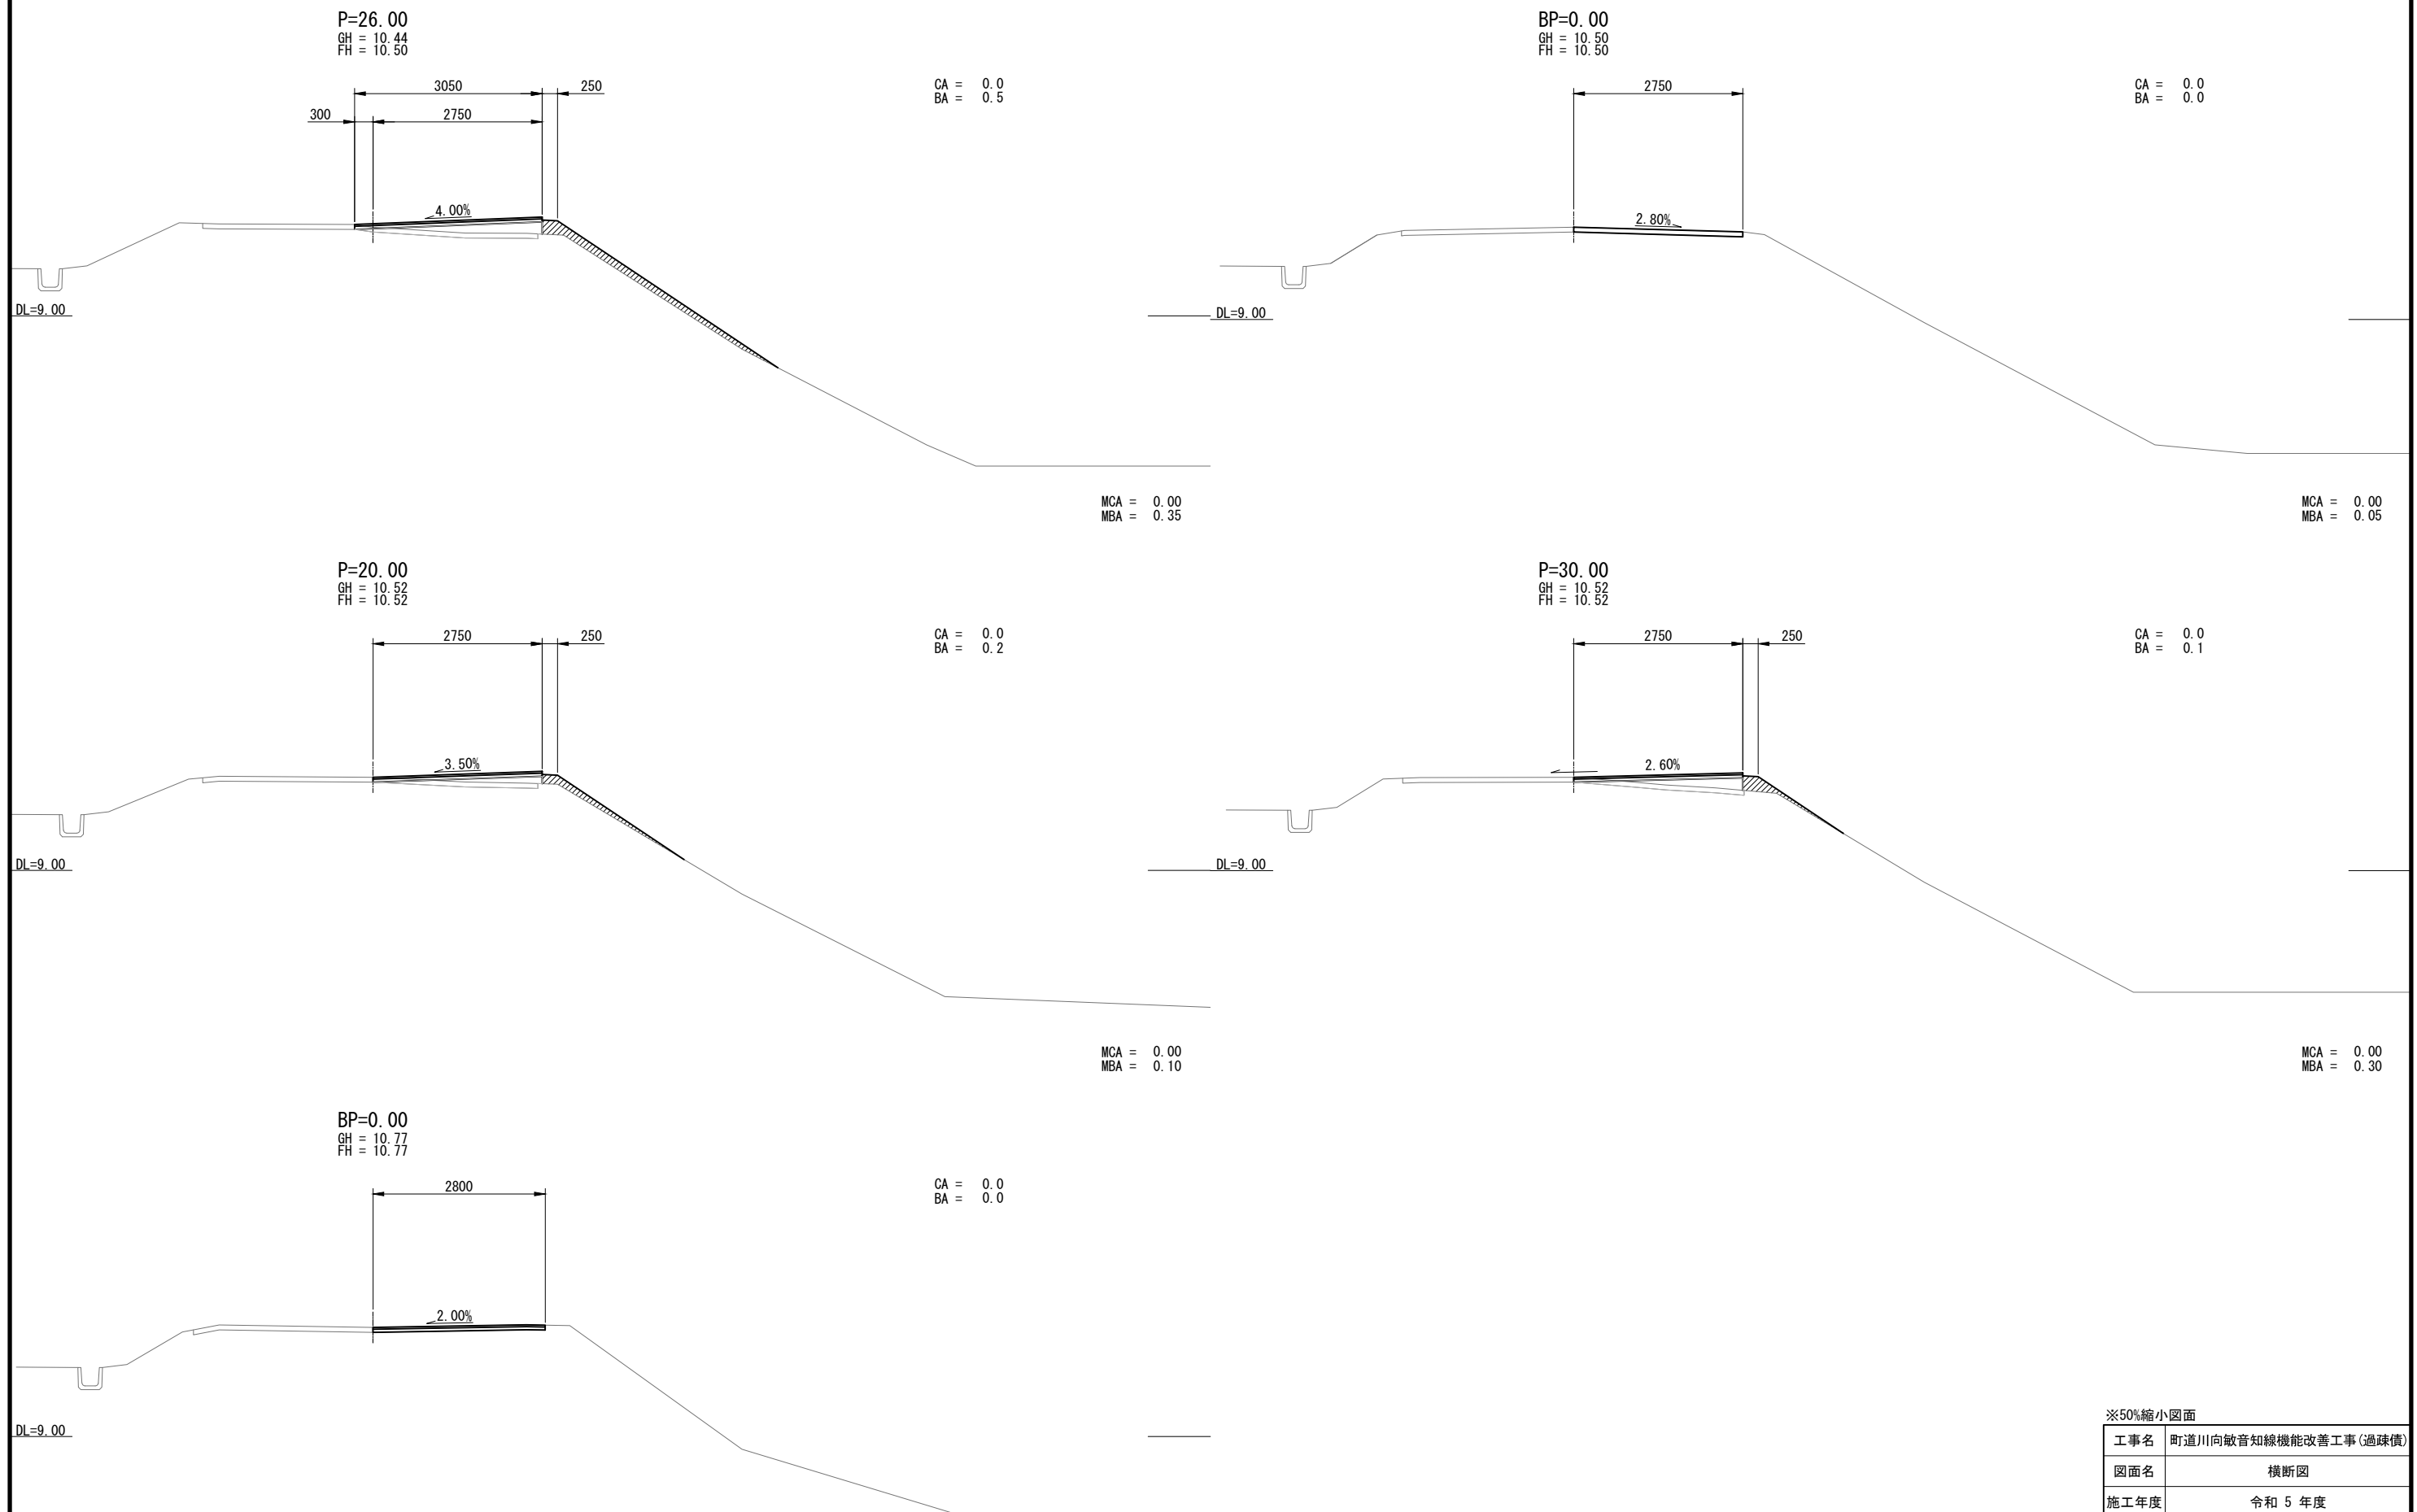 P=26.00
GH = 10.44
FH = 10.50
3050
250
300
2750
CA = 0.0
BA = 0.5
4.00%
DL=9.00
MCA = 0.00
MBA = 0.35
BP=0.00
GH = 10.50
FH = 10.50
2750
CA = 0.0
BA = 0.0
2.80%
DL=9.00
MCA = 0.00
MBA = 0.05
P=20.00
GH = 10.52
FH = 10.52
2750
250
CA = 0.0
BA = 0.2
3.50%
DL=9.00
MCA = 0.00
MBA = 0.10
P=30.00
GH = 10.52
FH = 10.52
2750
250
CA = 0.0
BA = 0.1
2.60%
DL=9.00
MCA = 0.00
MBA = 0.30
BP=0.00
GH = 10.77
FH = 10.77
2800
CA = 0.0
BA = 0.0
2.00%
DL=9.00
※50%縮小図面
工事名 町道川向敏音知線機能改善工事(過疎債)
図面名 横断図
施工年度 令和 5 年度